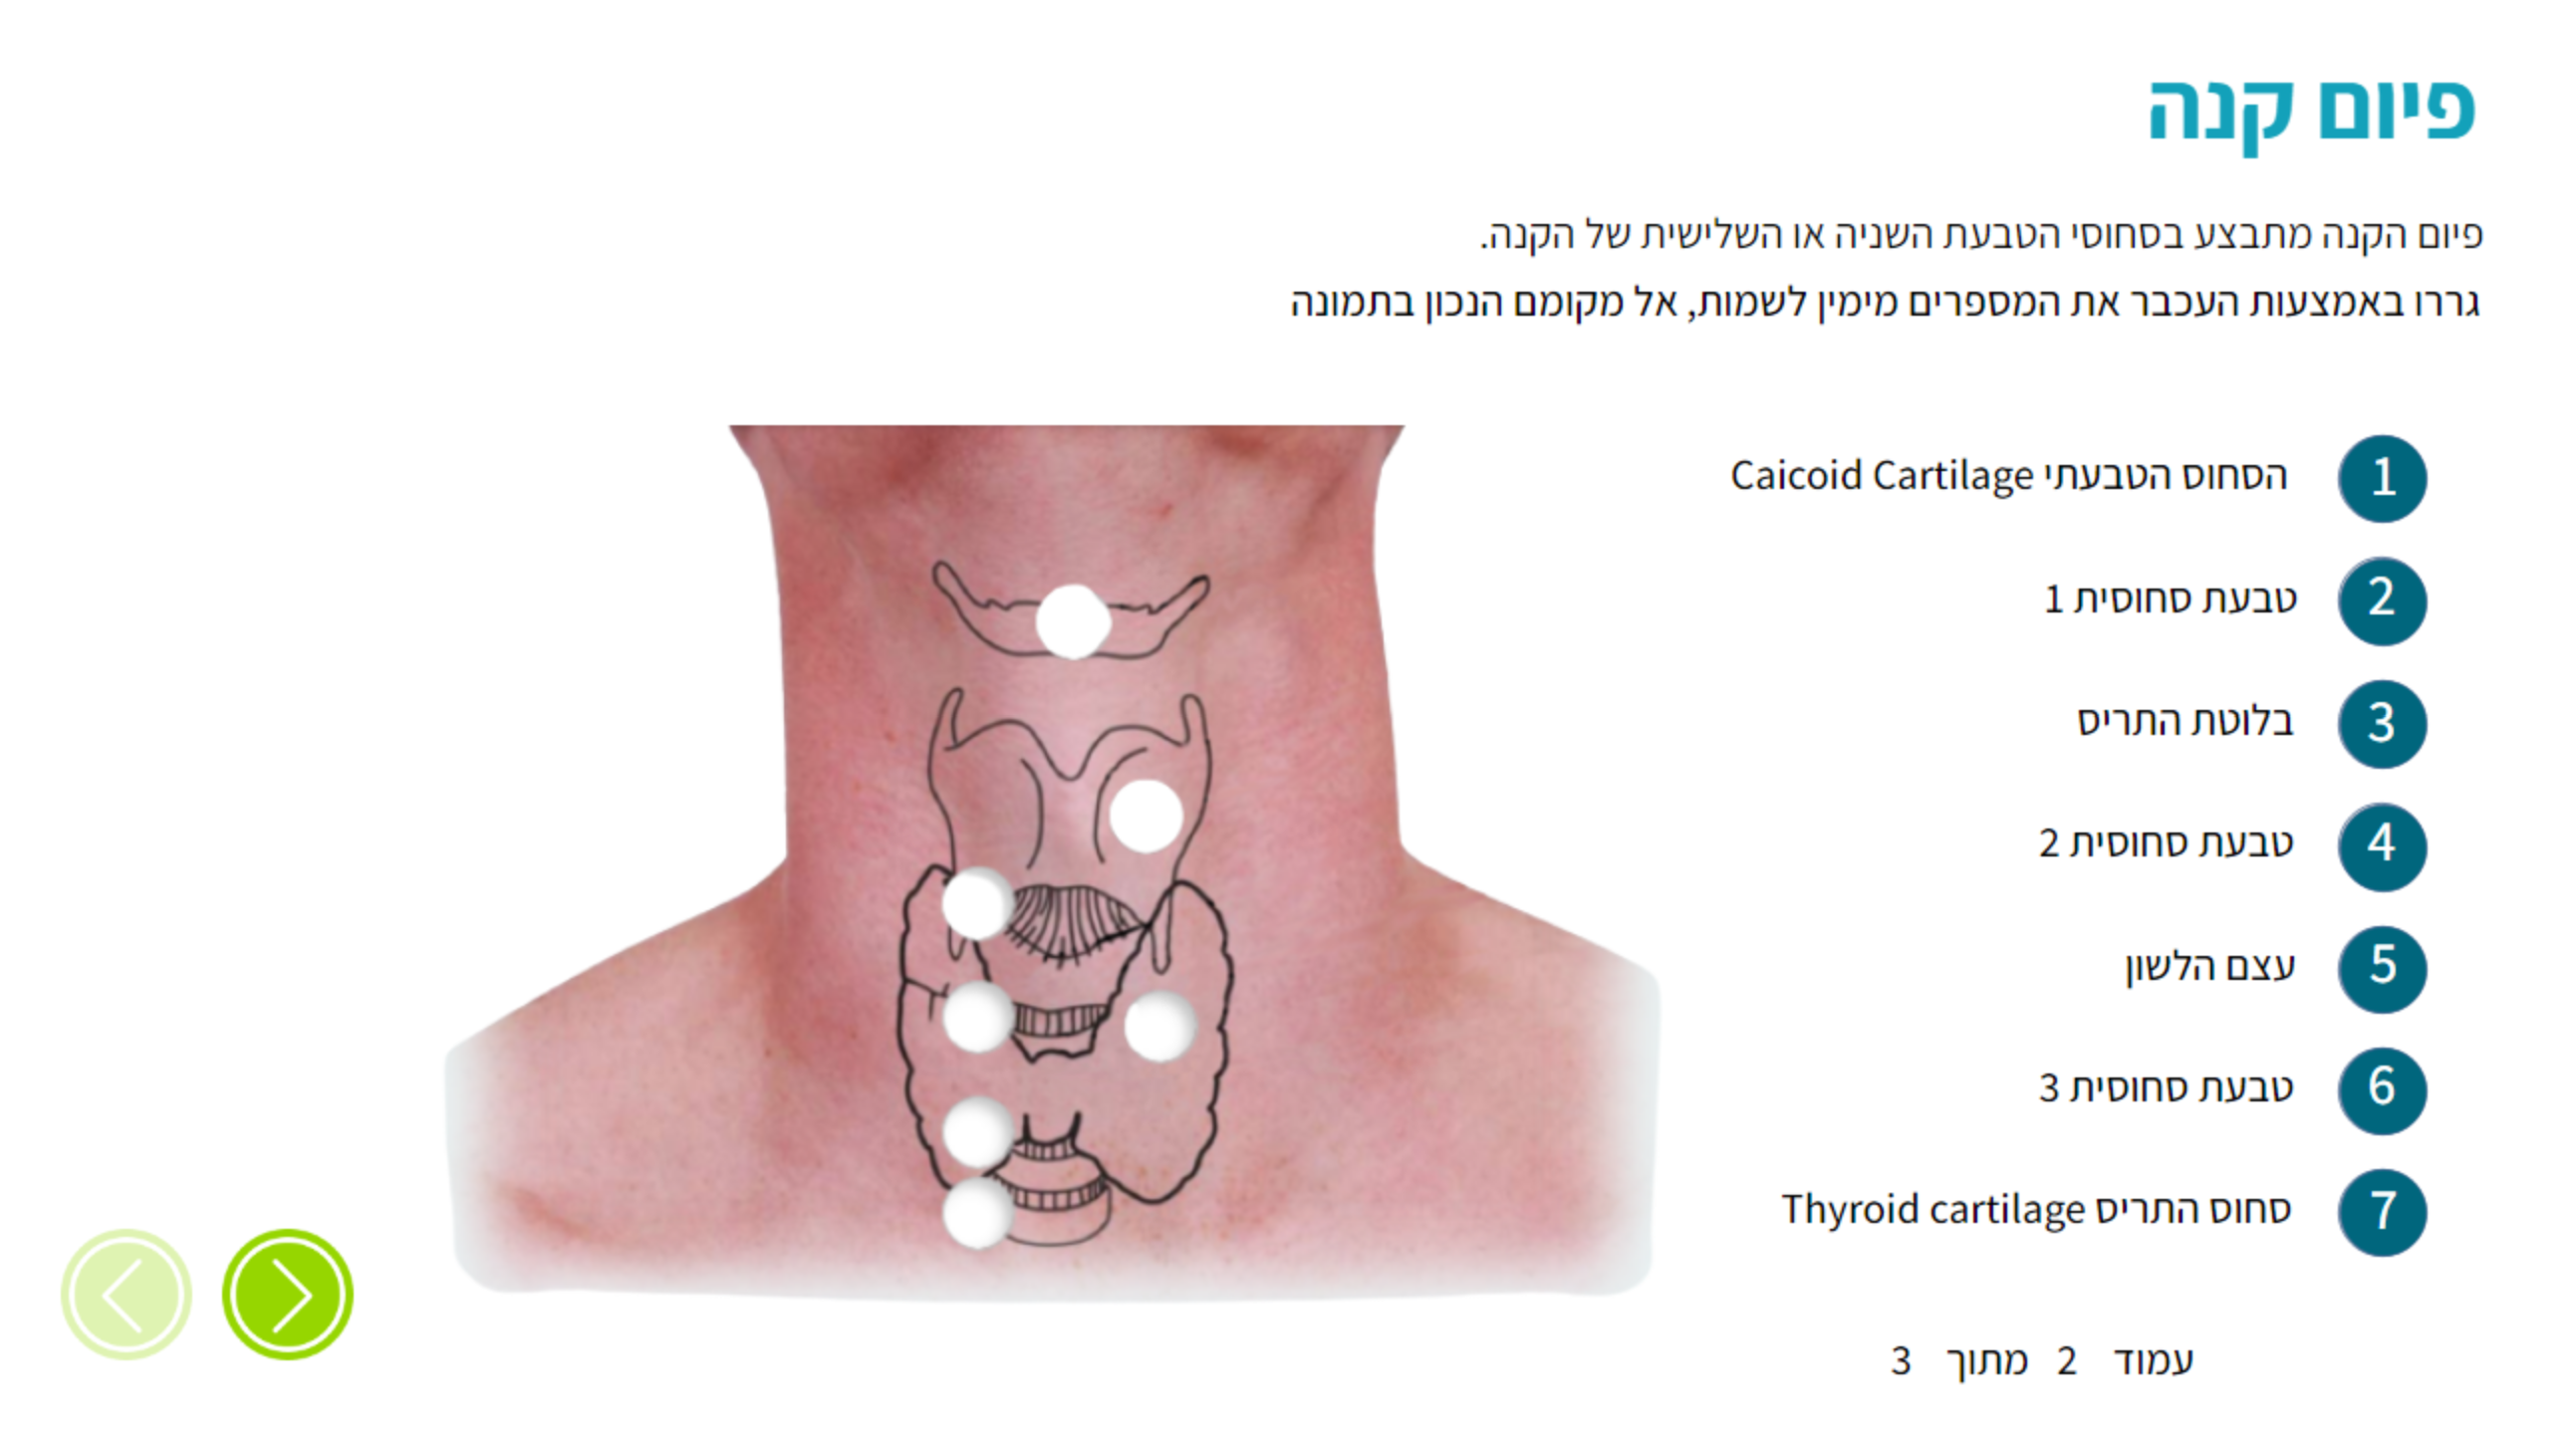 פיום קנה
פיום הקנה מתבצע בסחוסי הטבעת השניה או השלישית של הקנה.
גררו באמצעות העכבר את המספרים מימין לשמות, אל מקומם הנכון בתמונה
1 הסחוס הטבעתי Caicoid Cartilage
2 טבעת סחוסית 1
3 בלוטת התריס
4 טבעת סחוסית 2
5 עצם הלשון
6 טבעת סחוסית 3
7 סחוס התריס Thyroid cartilage
עמוד 2 מתוך 3